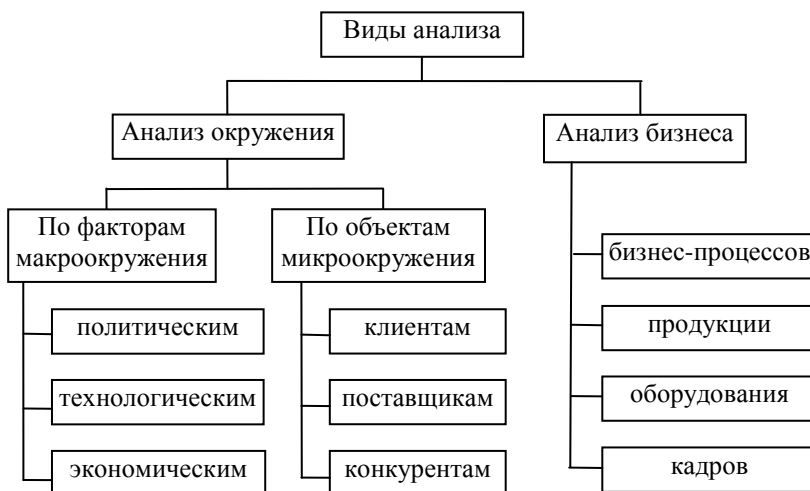 Виды анализа
Анализ окружения
Анализ бизнеса
По факторам
макроокружения
По объектам
микроокружения
бизнес-процессов
политическим
клиентам
продукции
технологическим
поставщикам
оборудования
экономическим
конкурентам
кадров